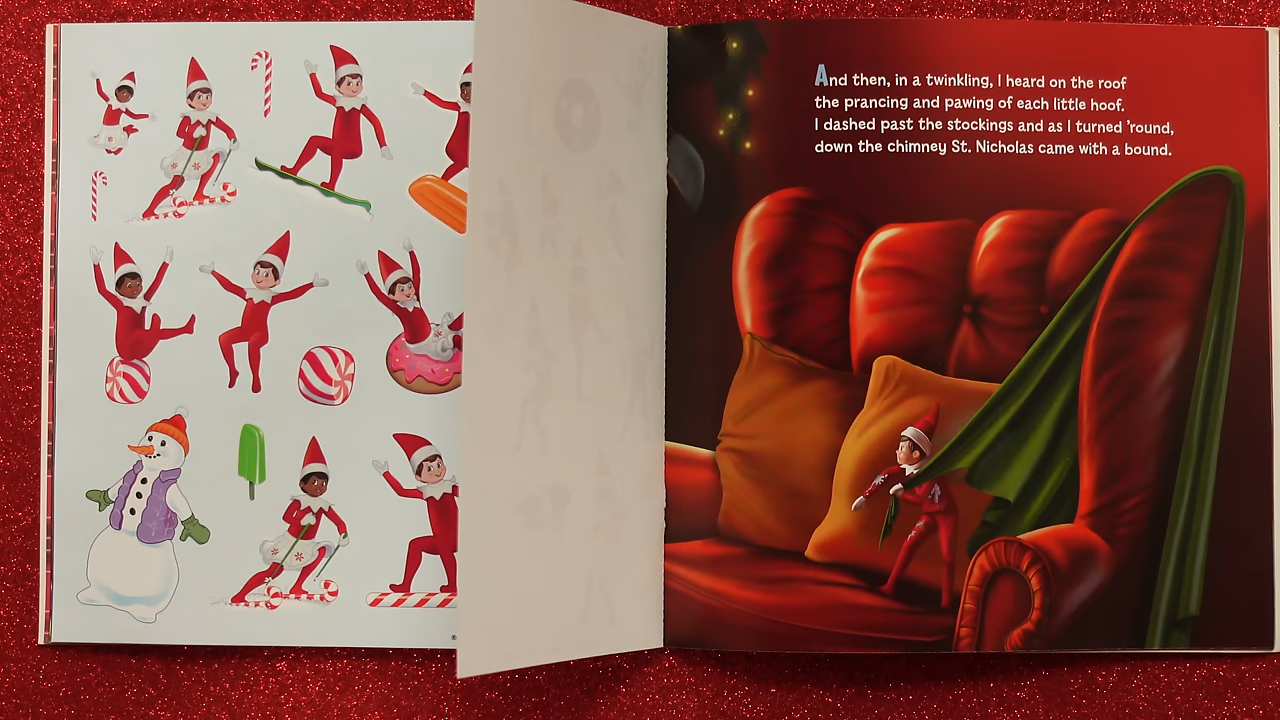 And then, in a twinkling, I heard on the roof
the prancing and pawing of each little hoof.
I dashed past the stockings and as I turned ’round,
down the chimney St. Nicholas came with a bound.